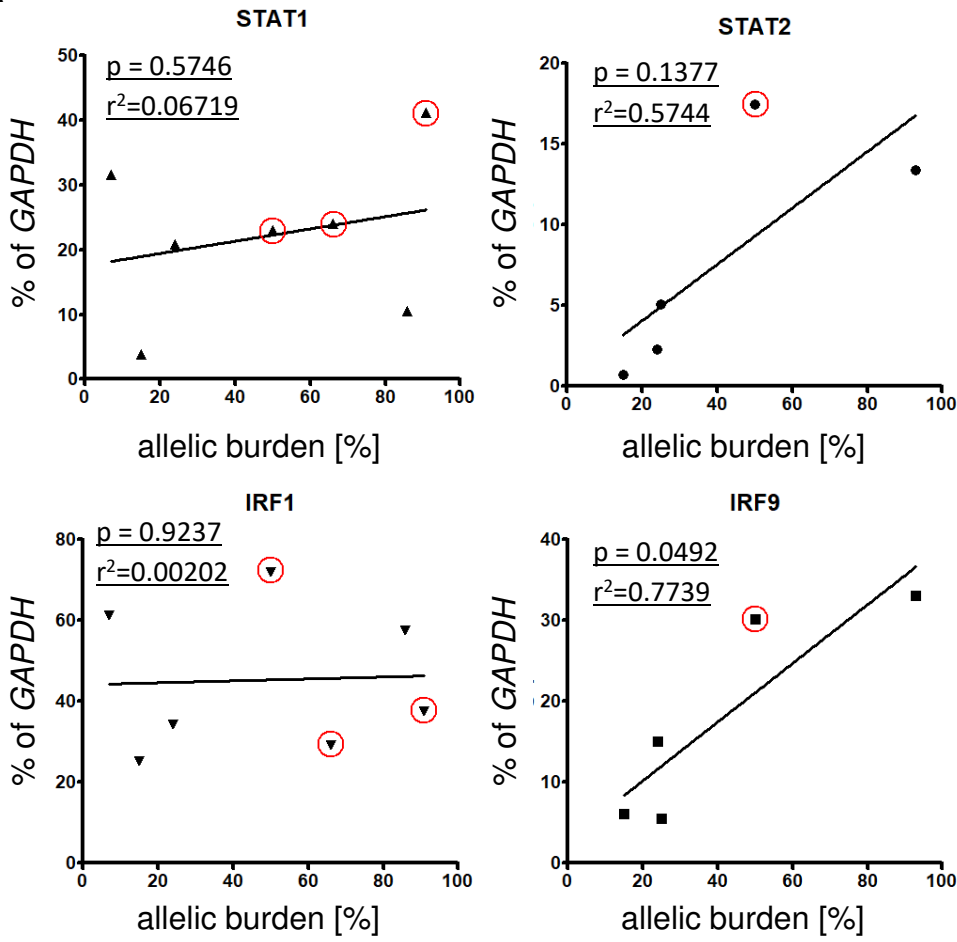 STAT1
p = 0.5746
r²=0.06719
50
40
30
20
10
0
% of GAPDH
0 20 40 60 80 100
allelic burden [%]
STAT2
p = 0.1377
r²=0.5744
20
15
10
5
0
% of GAPDH
0 20 40 60 80 100
allelic burden [%]
IRF1
p = 0.9237
r²=0.00202
80
60
40
20
0
% of GAPDH
0 20 40 60 80 100
allelic burden [%]
IRF9
p = 0.0492
r²=0.7739
40
30
20
10
0
% of GAPDH
0 20 40 60 80 100
allelic burden [%]